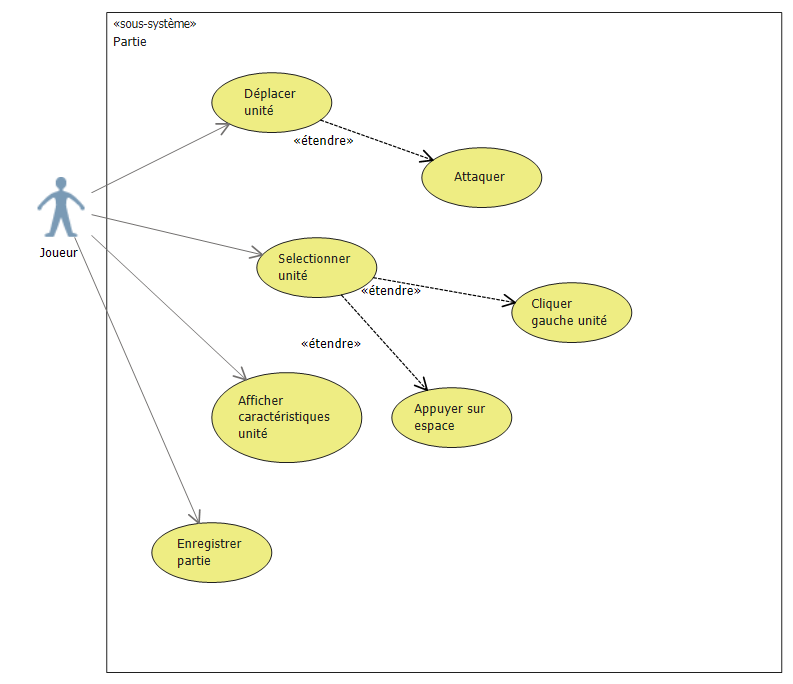 «sous-système»
Partie
Déplacer
unité
«étendre»
Attaquer
Joueur
Selectionner
unité
«étendre»
Cliquer
gauche unité
«étendre»
Afficher
caractéristiques
unité
Appuyer sur
espace
Enregistrer
partie